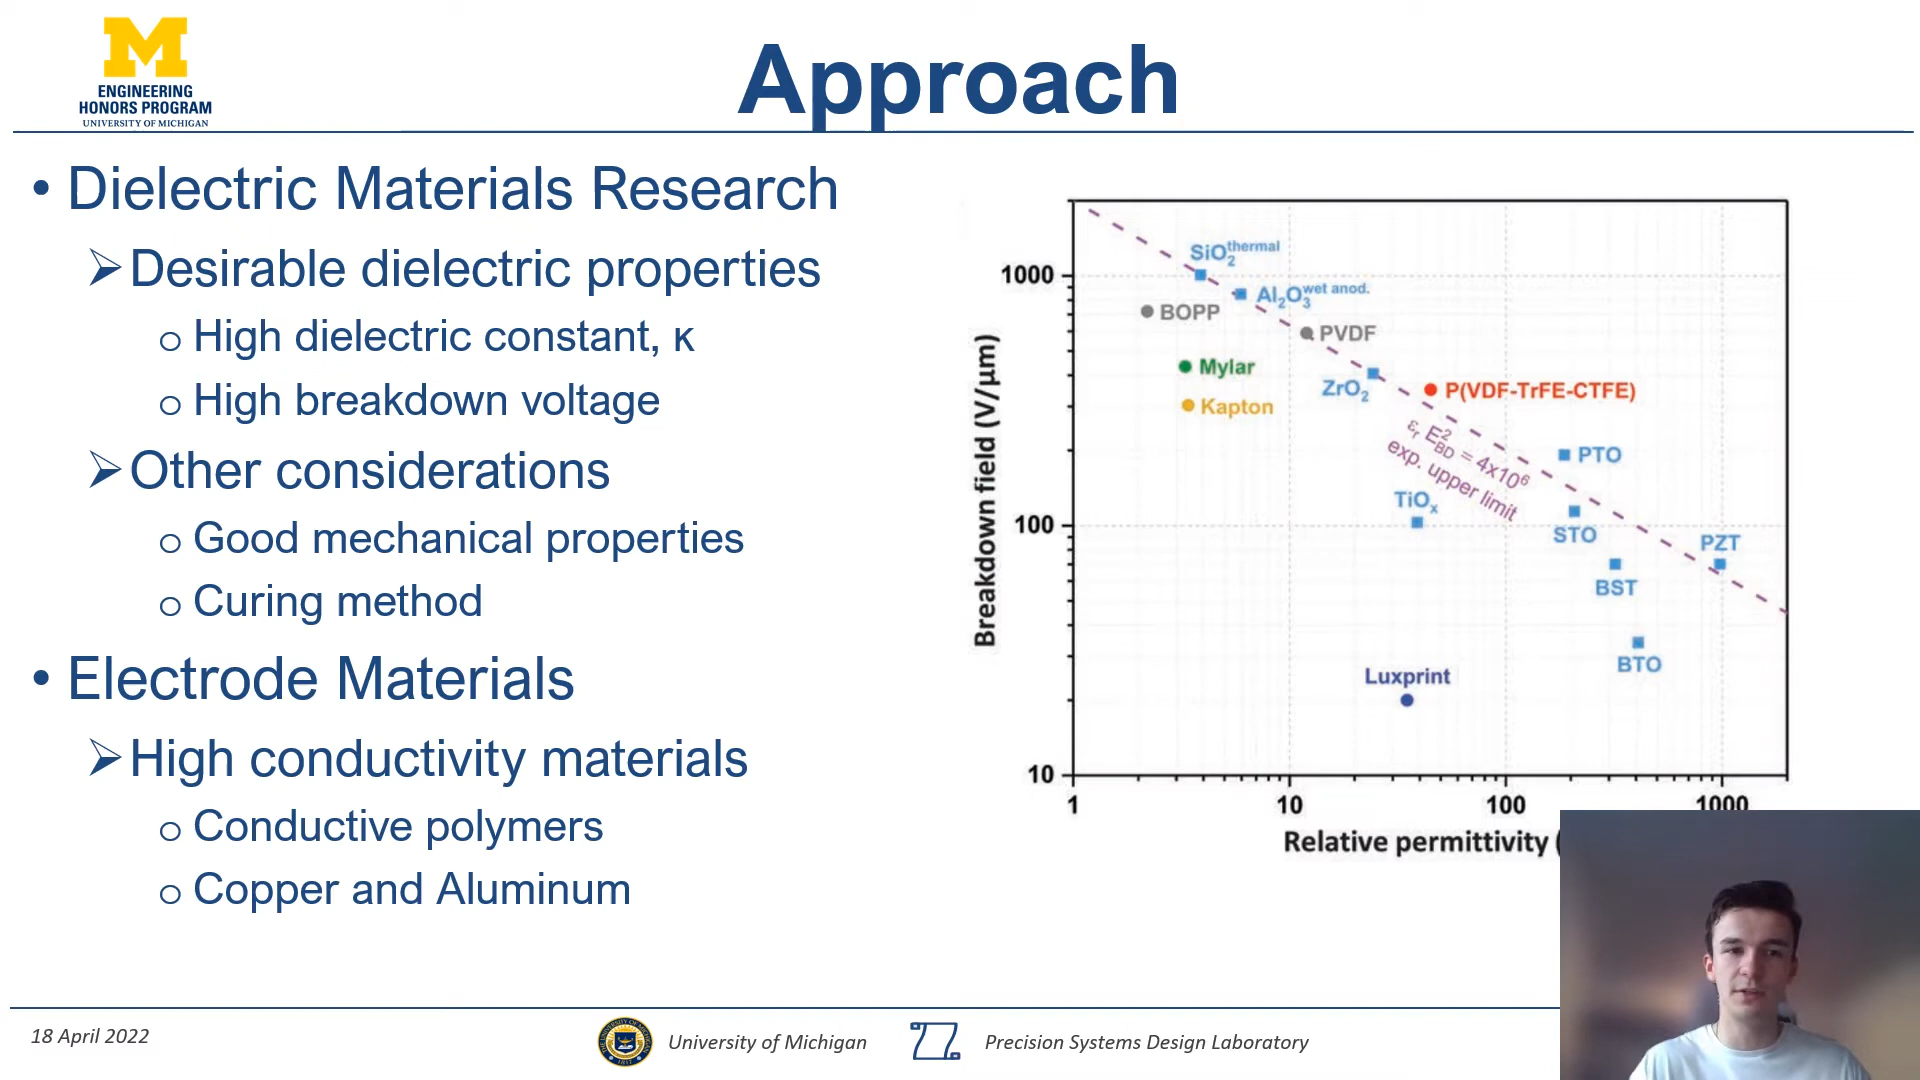 ENGINEERING
HONORS PROGRAM
UNIVERSITY OF MICHIGAN
Approach
• Dielectric Materials Research
➢Desirable dielectric properties
o High dielectric constant, κ
o High breakdown voltage
➢Other considerations
o Good mechanical properties
o Curing method
• Electrode Materials
➢High conductivity materials
o Conductive polymers
o Copper and Aluminum
Breakdown field (V/μm)
1000
100
10
1 10 100 1000
Relative permittivity (
SiO₂ thermal
Al₂O₃ wet anod.
BOPP
PVDF
Mylar
ZrO₂
P(VDF-TrFE-CTFE)
Kapton
εr E²BD = 4x10⁶
exp. upper limit
PTO
TiOx
STO
PZT
BST
BTO
Luxprint
18 April 2022
University of Michigan
Precision Systems Design Laboratory